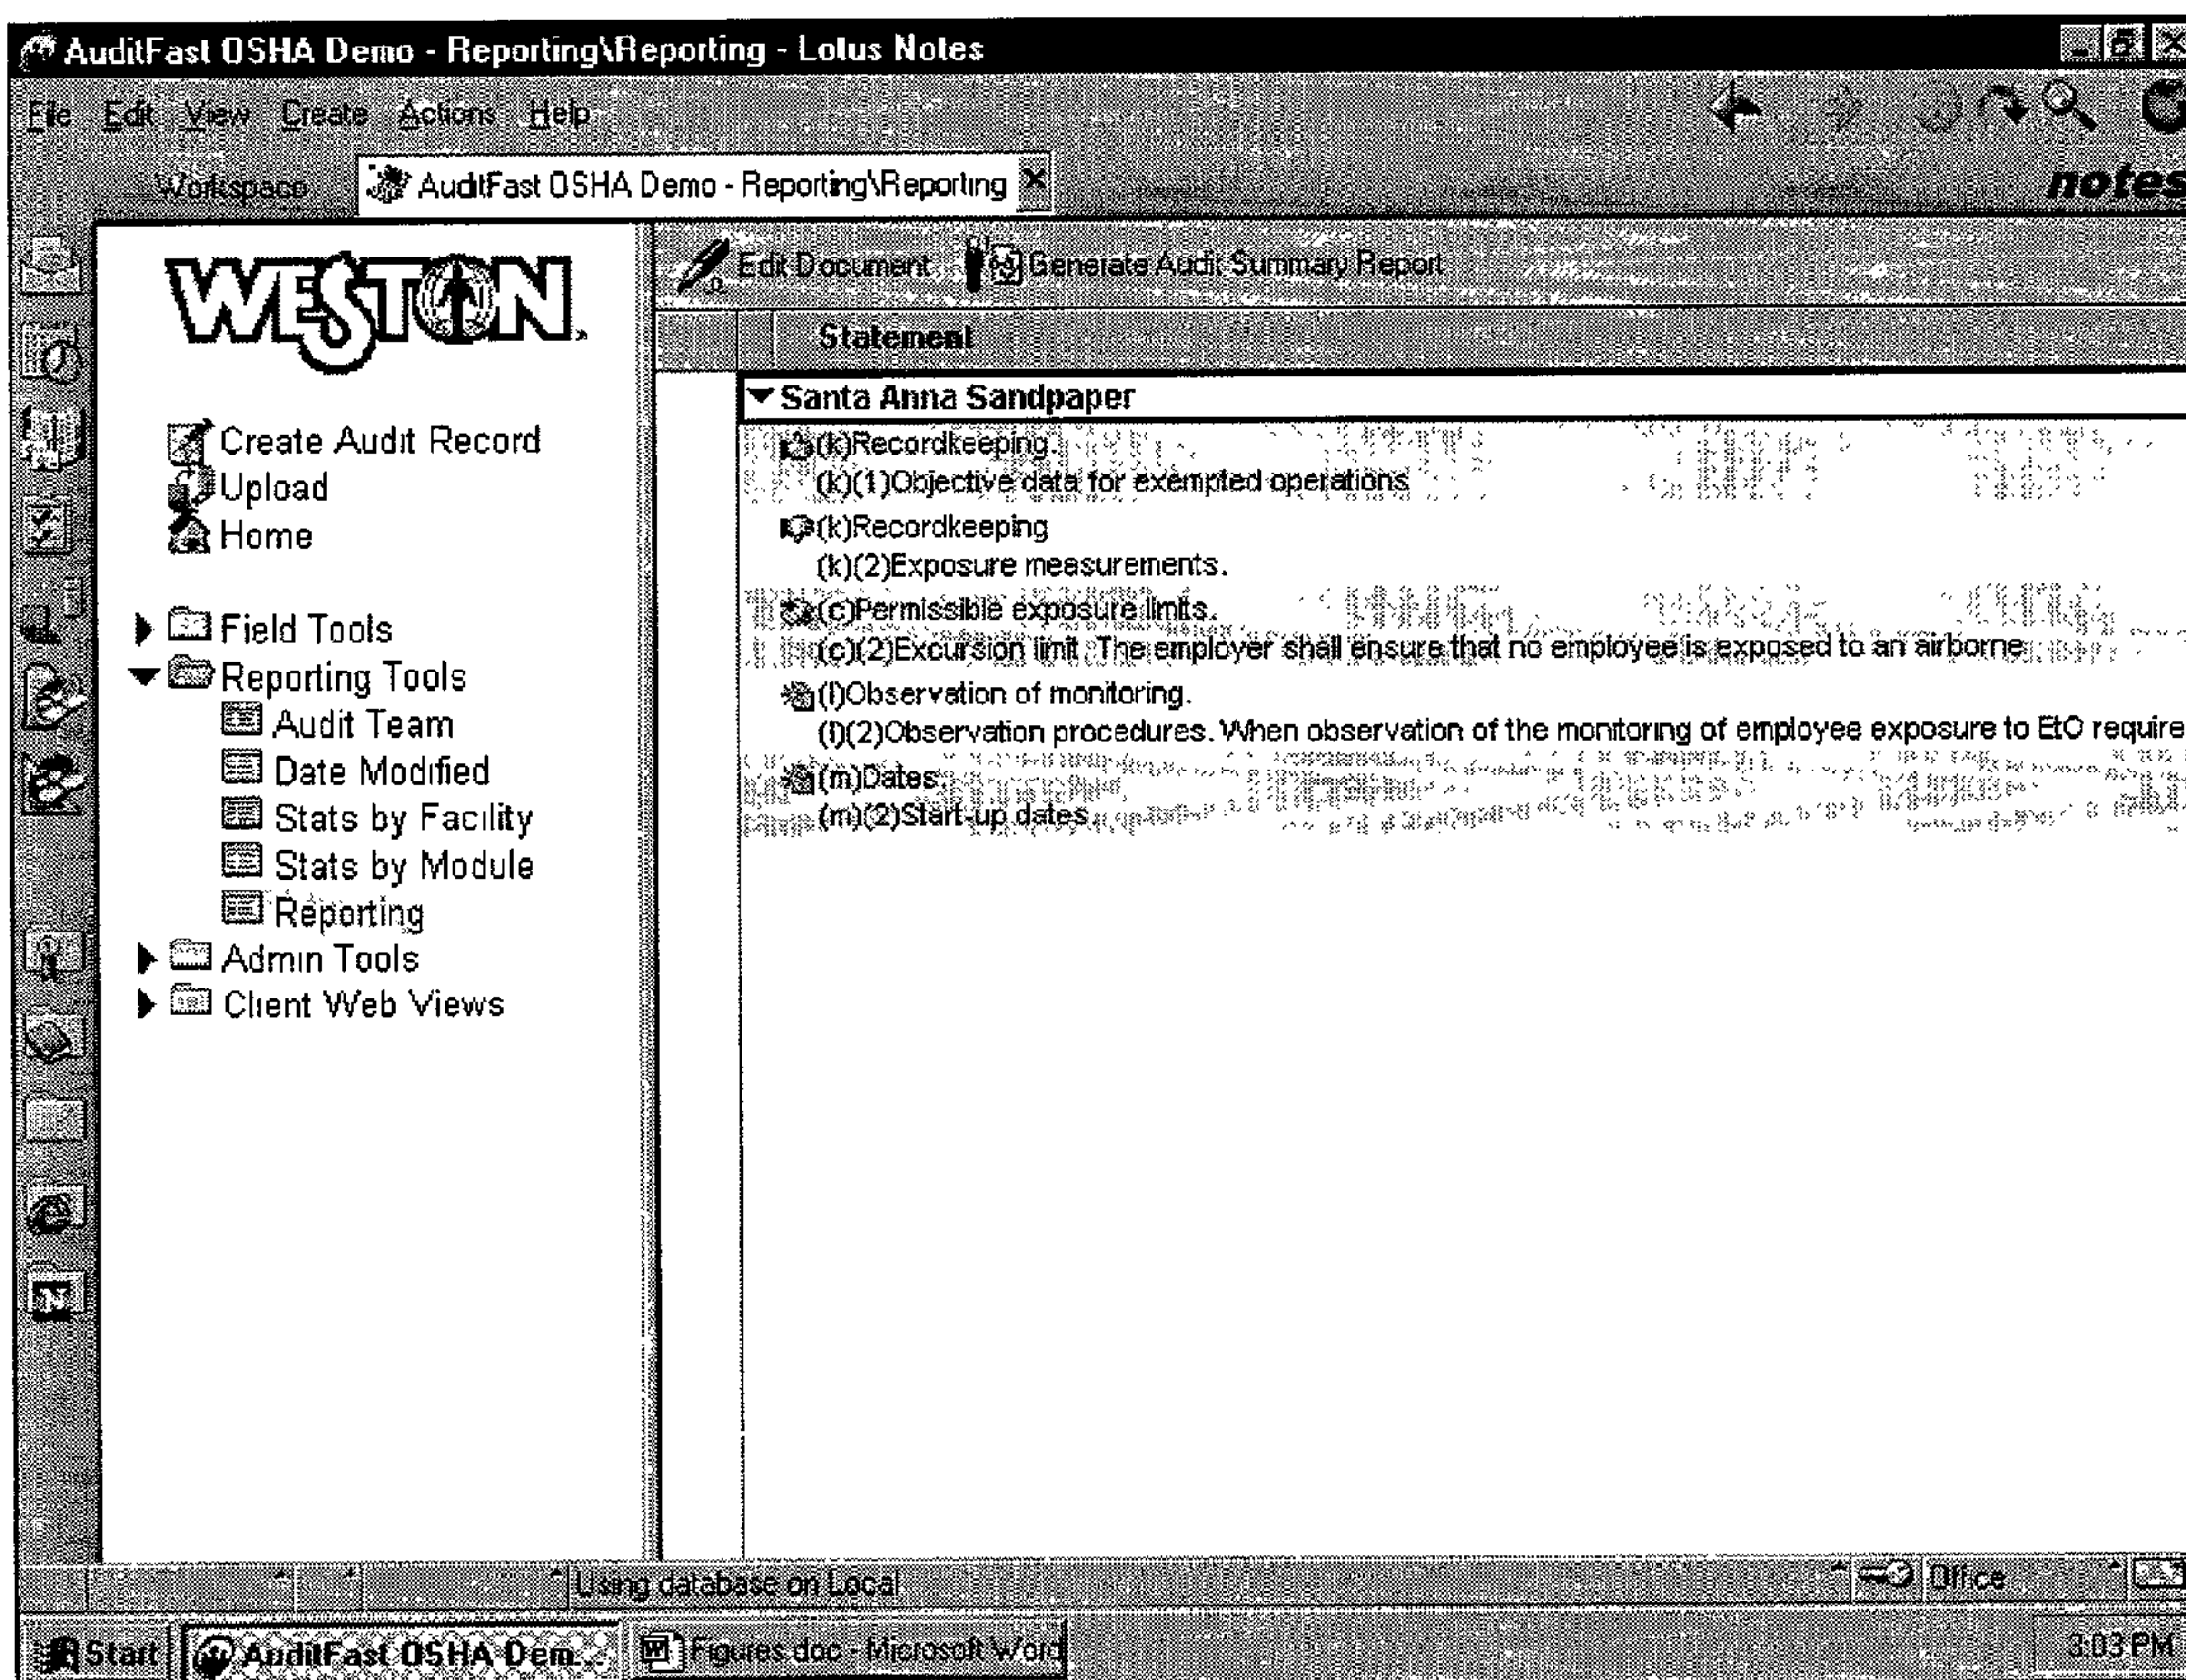 AuditFast OSHA Demo - Reporting\Reporting - Lotus Notes
File Edit View Create Actions Help
Workspace AuditFast OSHA Demo - Reporting\Reporting
notes
WESTON
Edit Document Generate Audit Summary Report
Statement
Create Audit Record
Upload
Home
Field Tools
Reporting Tools
Audit Team
Date Modified
Stats by Facility
Stats by Module
Reporting
Admin Tools
Client Web Views
Santa Anna Sandpaper
(k)Recordkeeping.
(k)(1)Objective data for exempted operations
(k)Recordkeeping
(k)(2)Exposure measurements.
(c)Permissible exposure limits.
(c)(2)Excursion limit. The employer shall ensure that no employee is exposed to an airborne
(l)Observation of monitoring.
(l)(2)Observation procedures. When observation of the monitoring of employee exposure to EtO require
(m)Dates.
(m)(2)Start-up dates
Using database on Local
Office
Start AuditFast OSHA Dem... Figures.doc - Microsoft Word 3:03 PM